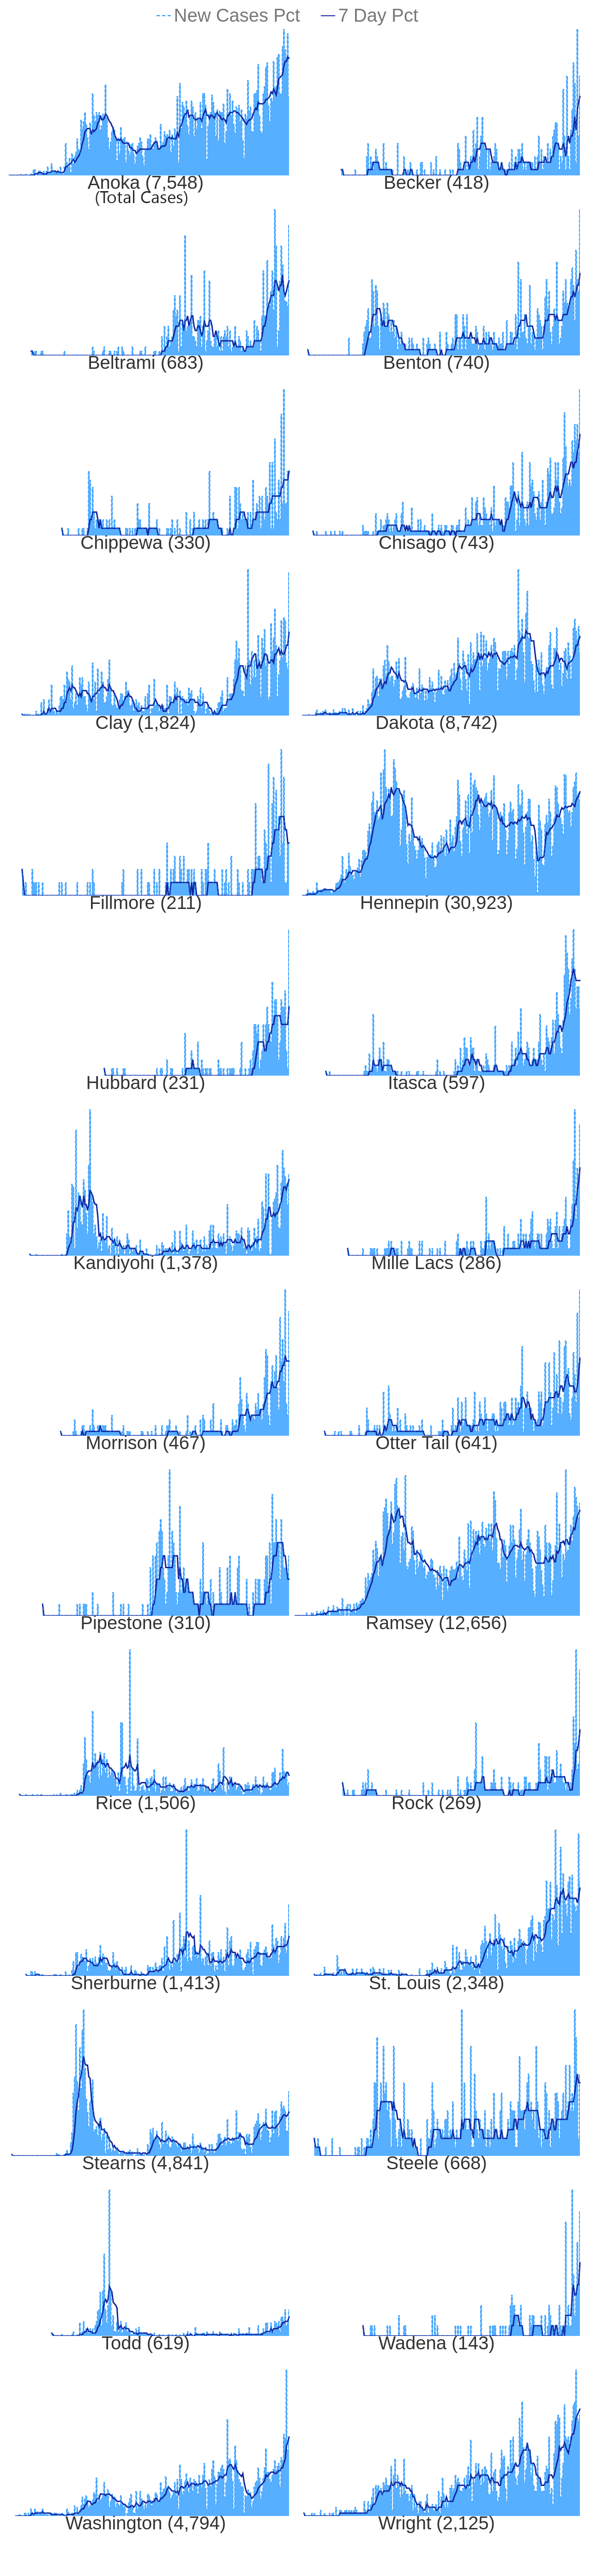 New Cases Pct 7 Day Pct
Anoka (7,548) Becker (418)
(Total Cases)
Beltrami (683) Benton (740)
Chippewa (330) Chisago (743)
Clay (1,824) Dakota (8,742)
Fillmore (211) Hennepin (30,923)
Hubbard (231) Itasca (597)
Kandiyohi (1,378) Mille Lacs (286)
Morrison (467) Otter Tail (641)
Pipestone (310) Ramsey (12,656)
Rice (1,506) Rock (269)
Sherburne (1,413) St. Louis (2,348)
Stearns (4,841) Steele (668)
Todd (619) Wadena (143)
Washington (4,794) Wright (2,125)